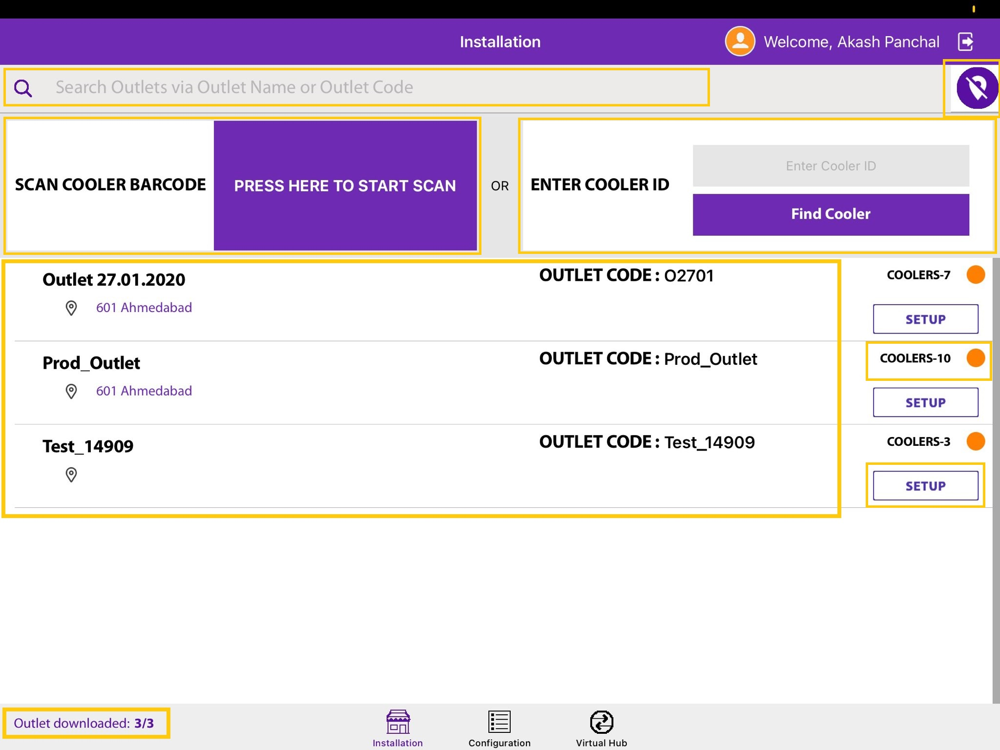 Installation
Welcome, Akash Panchal
Search Outlets via Outlet Name or Outlet Code
SCAN COOLER BARCODE
PRESS HERE TO START SCAN
OR
ENTER COOLER ID
Enter Cooler ID
Find Cooler
Outlet 27.01.2020
601 Ahmedabad
OUTLET CODE : O2701
COOLERS-7
SETUP
Prod_Outlet
601 Ahmedabad
OUTLET CODE : Prod_Outlet
COOLERS-10
SETUP
Test_14909
OUTLET CODE : Test_14909
COOLERS-3
SETUP
Outlet downloaded: 3/3
Installation
Configuration
Virtual Hub